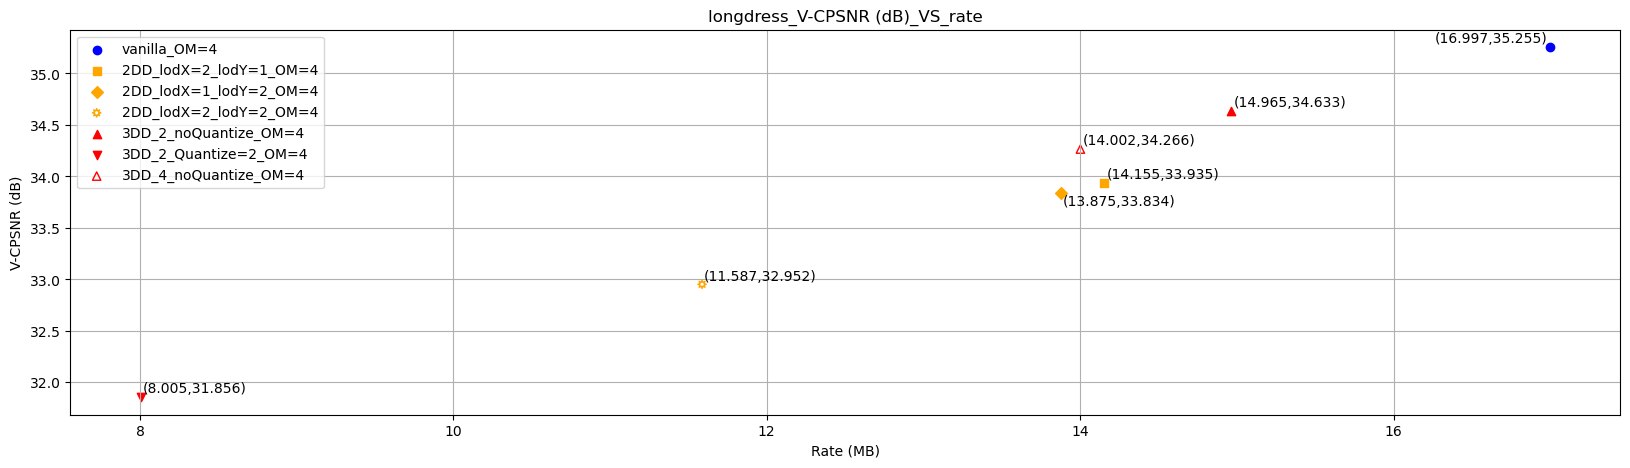 longdress_V-CPSNR (dB)_VS_rate
vanilla_OM=4
2DD_lodX=2_lodY=1_OM=4
2DD_lodX=1_lodY=2_OM=4
2DD_lodX=2_lodY=2_OM=4
3DD_2_noQuantize_OM=4
3DD_2_Quantize=2_OM=4
3DD_4_noQuantize_OM=4
(16.997,35.255)
(14.965,34.633)
(14.002,34.266)
(14.155,33.935)
(13.875,33.834)
(11.587,32.952)
(8.005,31.856)
V-CPSNR (dB)
35.0
34.5
34.0
33.5
33.0
32.5
32.0
8
10
12
14
16
Rate (MB)